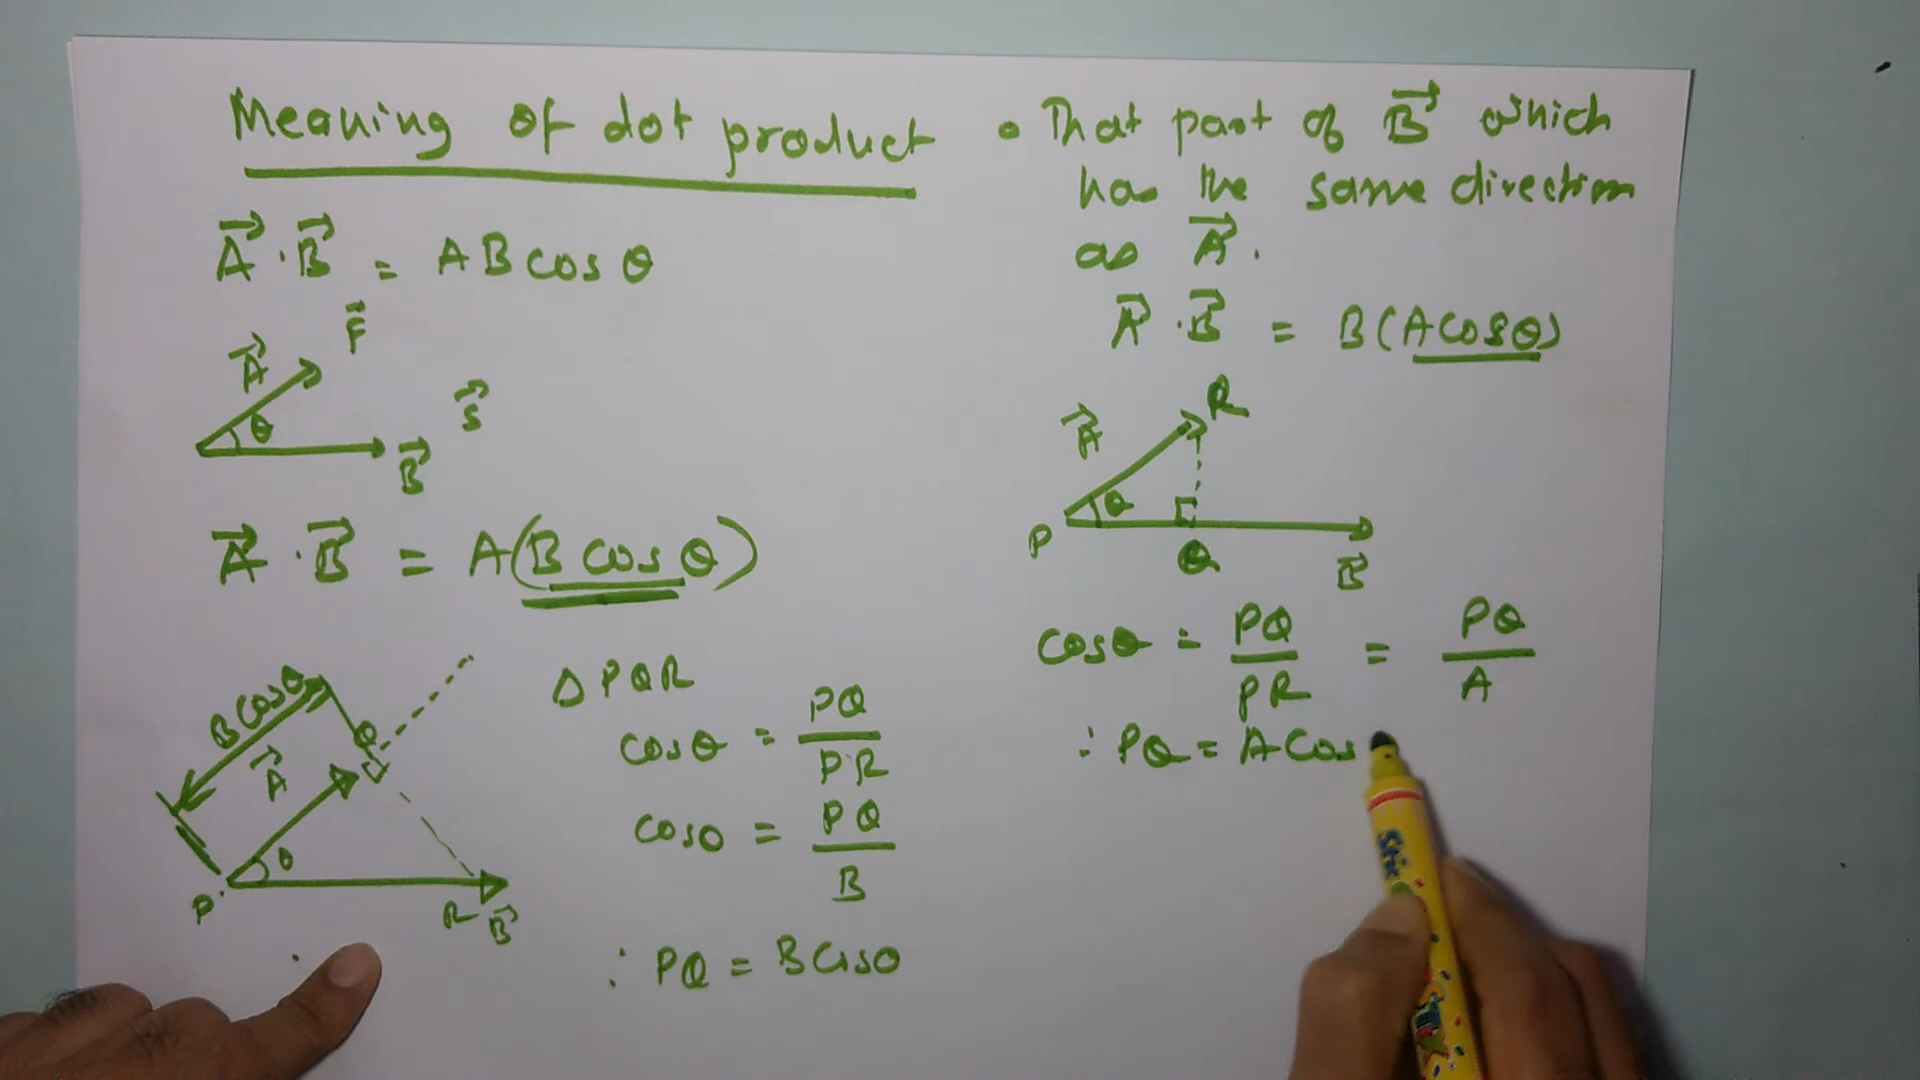 Meaning of dot product
A⃗ · B⃗ = AB cos θ
F⃗
A⃗
S⃗
θ
B⃗
A⃗ · B⃗ = A(B cos θ)
B cos θ
A⃗
Q
θ
P
R B⃗
Δ PQR
cos θ = PQ / PR
cos θ = PQ / B
∴ PQ = B cos θ
• That part of B⃗ which
has the same direction
as A⃗.
A⃗ · B⃗ = B(A cos θ)
R
A⃗
θ
P
Q
B⃗
cos θ = PQ / PR = PQ / A
∴ PQ = A cos